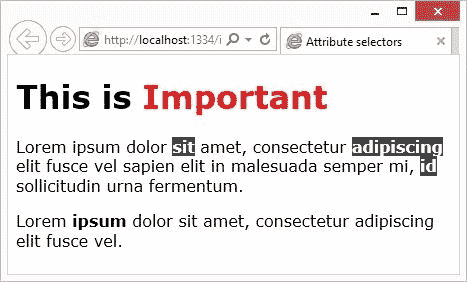 http://localhost:1334/i
Attribute selectors
This is Important
Lorem ipsum dolor sit amet, consectetur adipiscing
elit fusce vel sapien elit in malesuada semper mi, id
sollicitudin urna fermentum.
Lorem ipsum dolor sit amet, consectetur adipiscing
elit fusce vel.